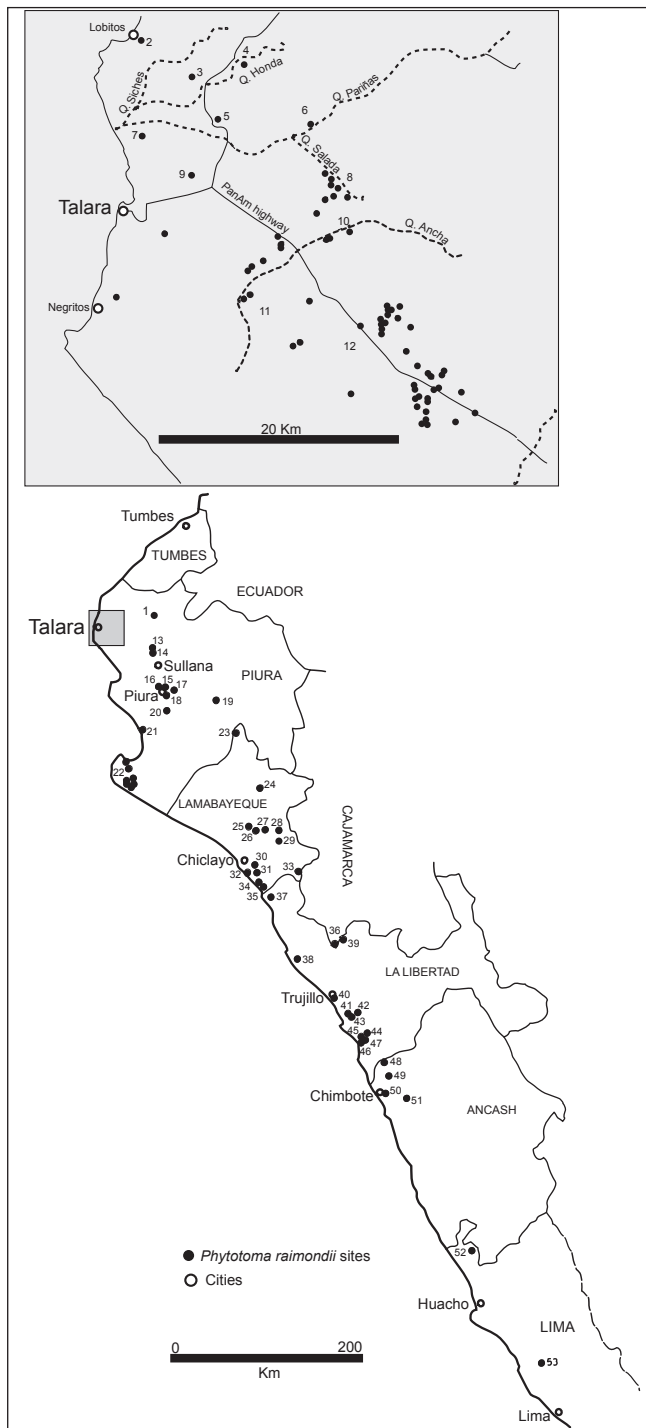 Lobitos
2
4
3
Q. Honda
Q. Siches
Q. Pariñas
5
6
7
Q. Salada
9
8
Talara
PanAm highway
10
Q. Ancha
Negritos
11
12
20 Km
Tumbes
TUMBES
ECUADOR
1
Talara
13
14
Sullana
PIURA
16 15 17
Piura
18
19
20
21
23
22
24
LAMABAYEQUE
CAJAMARCA
25 27 28
26
29
Chiclayo
30
32 31
33
34
35 37
36
39
38
LA LIBERTAD
Trujillo
40
41 42
43
45 44
47
46
48
49
Chimbote
50
51
ANCASH
Phytotoma raimondii sites
Cities
52
Huacho
LIMA
0 200
Km
53
Lima